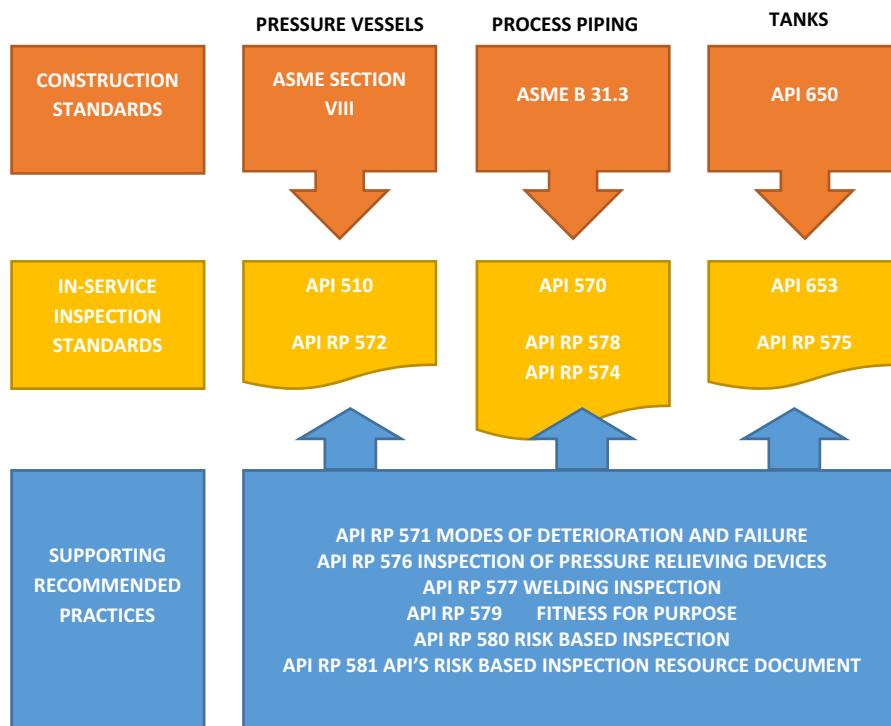 PRESSURE VESSELS
PROCESS PIPING
TANKS
CONSTRUCTION
STANDARDS
ASME SECTION
VIII
ASME B 31.3
API 650
IN-SERVICE
INSPECTION
STANDARDS
API 510
API RP 572
API 570
API RP 578
API RP 574
API 653
API RP 575
SUPPORTING
RECOMMENDED
PRACTICES
API RP 571 MODES OF DETERIORATION AND FAILURE
API RP 576 INSPECTION OF PRESSURE RELIEVING DEVICES
API RP 577 WELDING INSPECTION
API RP 579 FITNESS FOR PURPOSE
API RP 580 RISK BASED INSPECTION
API RP 581 API’S RISK BASED INSPECTION RESOURCE DOCUMENT